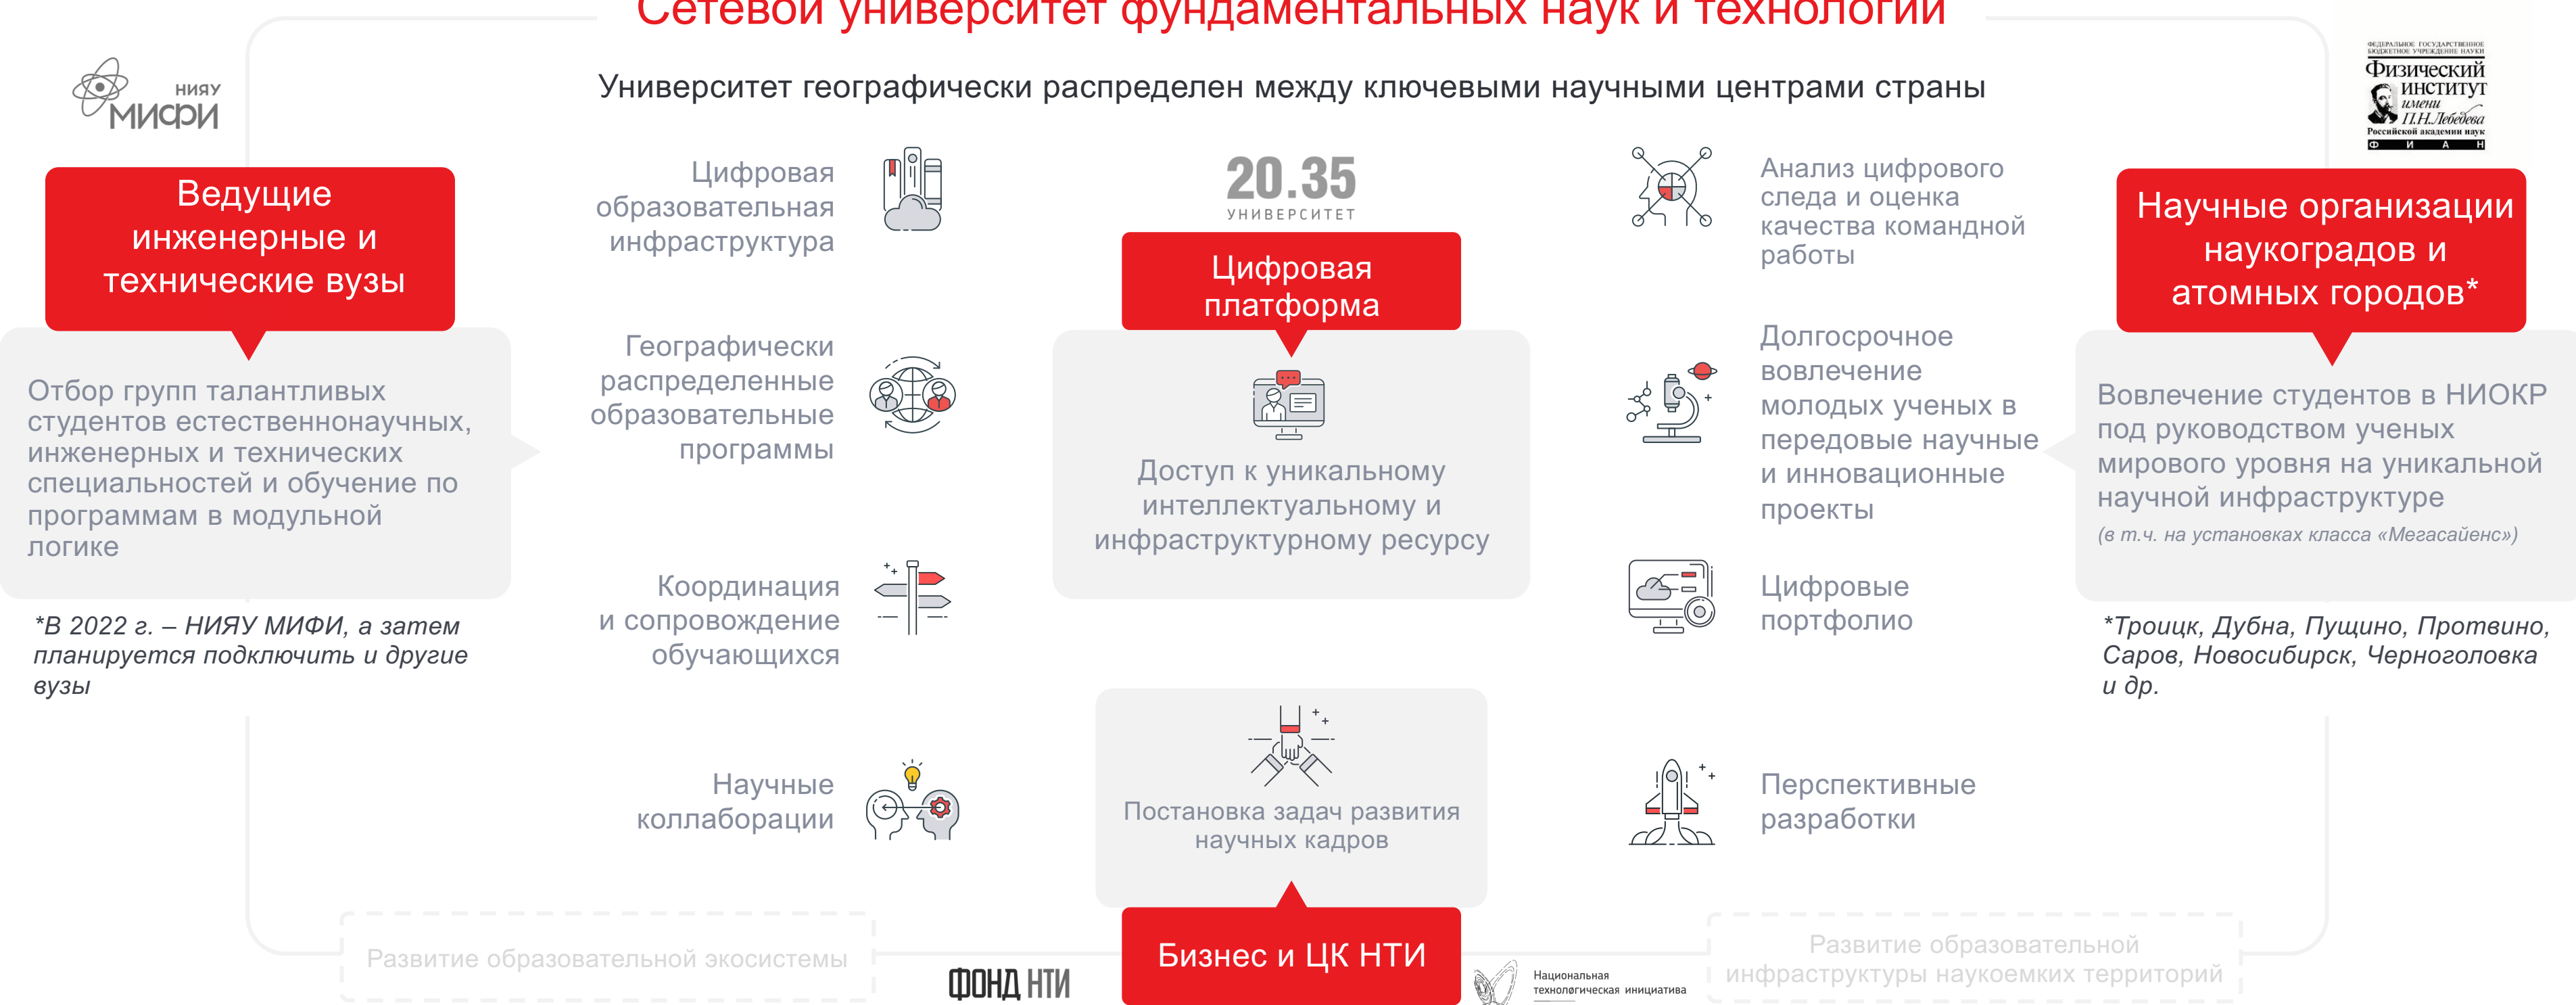 Сетевой университет фундаментальных наук и технологий
Университет географически распределен между ключевыми научными центрами страны
НИЯУ
МИФИ
ФЕДЕРАЛЬНОЕ ГОСУДАРСТВЕННОЕ
БЮДЖЕТНОЕ УЧРЕЖДЕНИЕ НАУКИ
Физический
институт
имени
П.Н.Лебедева
Российской академии наук
Ф И А Н
Ведущие
инженерные и
технические вузы
Отбор групп талантливых
студентов естественнонаучных,
инженерных и технических
специальностей и обучение по
программам в модульной
логике
*В 2022 г. – НИЯУ МИФИ, а затем
планируется подключить и другие
вузы
Цифровая
образовательная
инфраструктура
Географически
распределенные
образовательные
программы
Координация
и сопровождение
обучающихся
Научные
коллаборации
20.35
УНИВЕРСИТЕТ
Цифровая
платформа
Доступ к уникальному
интеллектуальному и
инфраструктурному ресурсу
Постановка задач развития
научных кадров
Бизнес и ЦК НТИ
Анализ цифрового
следа и оценка
качества командной
работы
Долгосрочное
вовлечение
молодых ученых в
передовые научные
и инновационные
проекты
Цифровые
портфолио
Перспективные
разработки
Научные организации
наукоградов и
атомных городов*
Вовлечение студентов в НИОКР
под руководством ученых
мирового уровня на уникальной
научной инфраструктуре
(в т.ч. на установках класса «Мегасайенс»)
*Троицк, Дубна, Пущино, Протвино,
Саров, Новосибирск, Черноголовка
и др.
Развитие образовательной экосистемы
ФОНД НТИ
Национальная
технологическая инициатива
Развитие образовательной
инфраструктуры наукоемких территорий